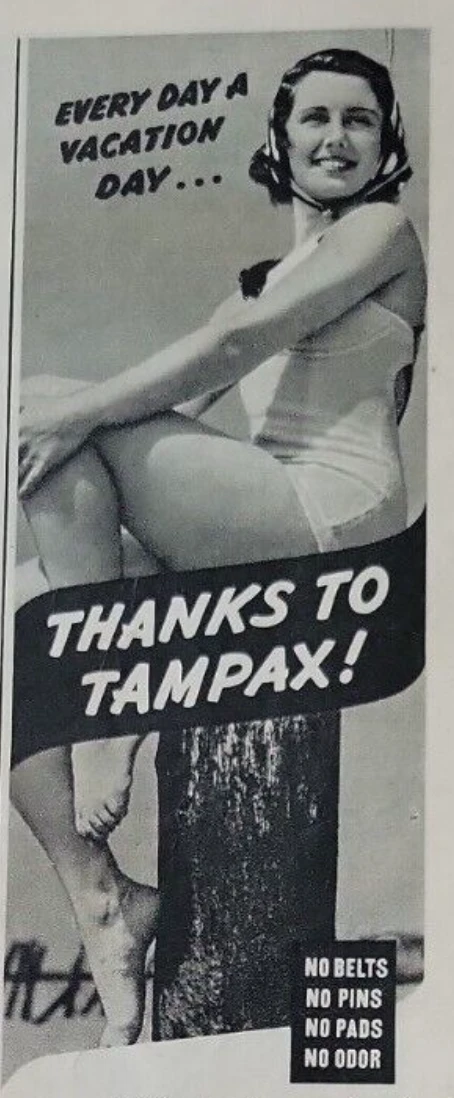 EVERY DAY A
VACATION
DAY...
THANKS TO
TAMPAX!
NO BELTS
NO PINS
NO PADS
NO ODOR